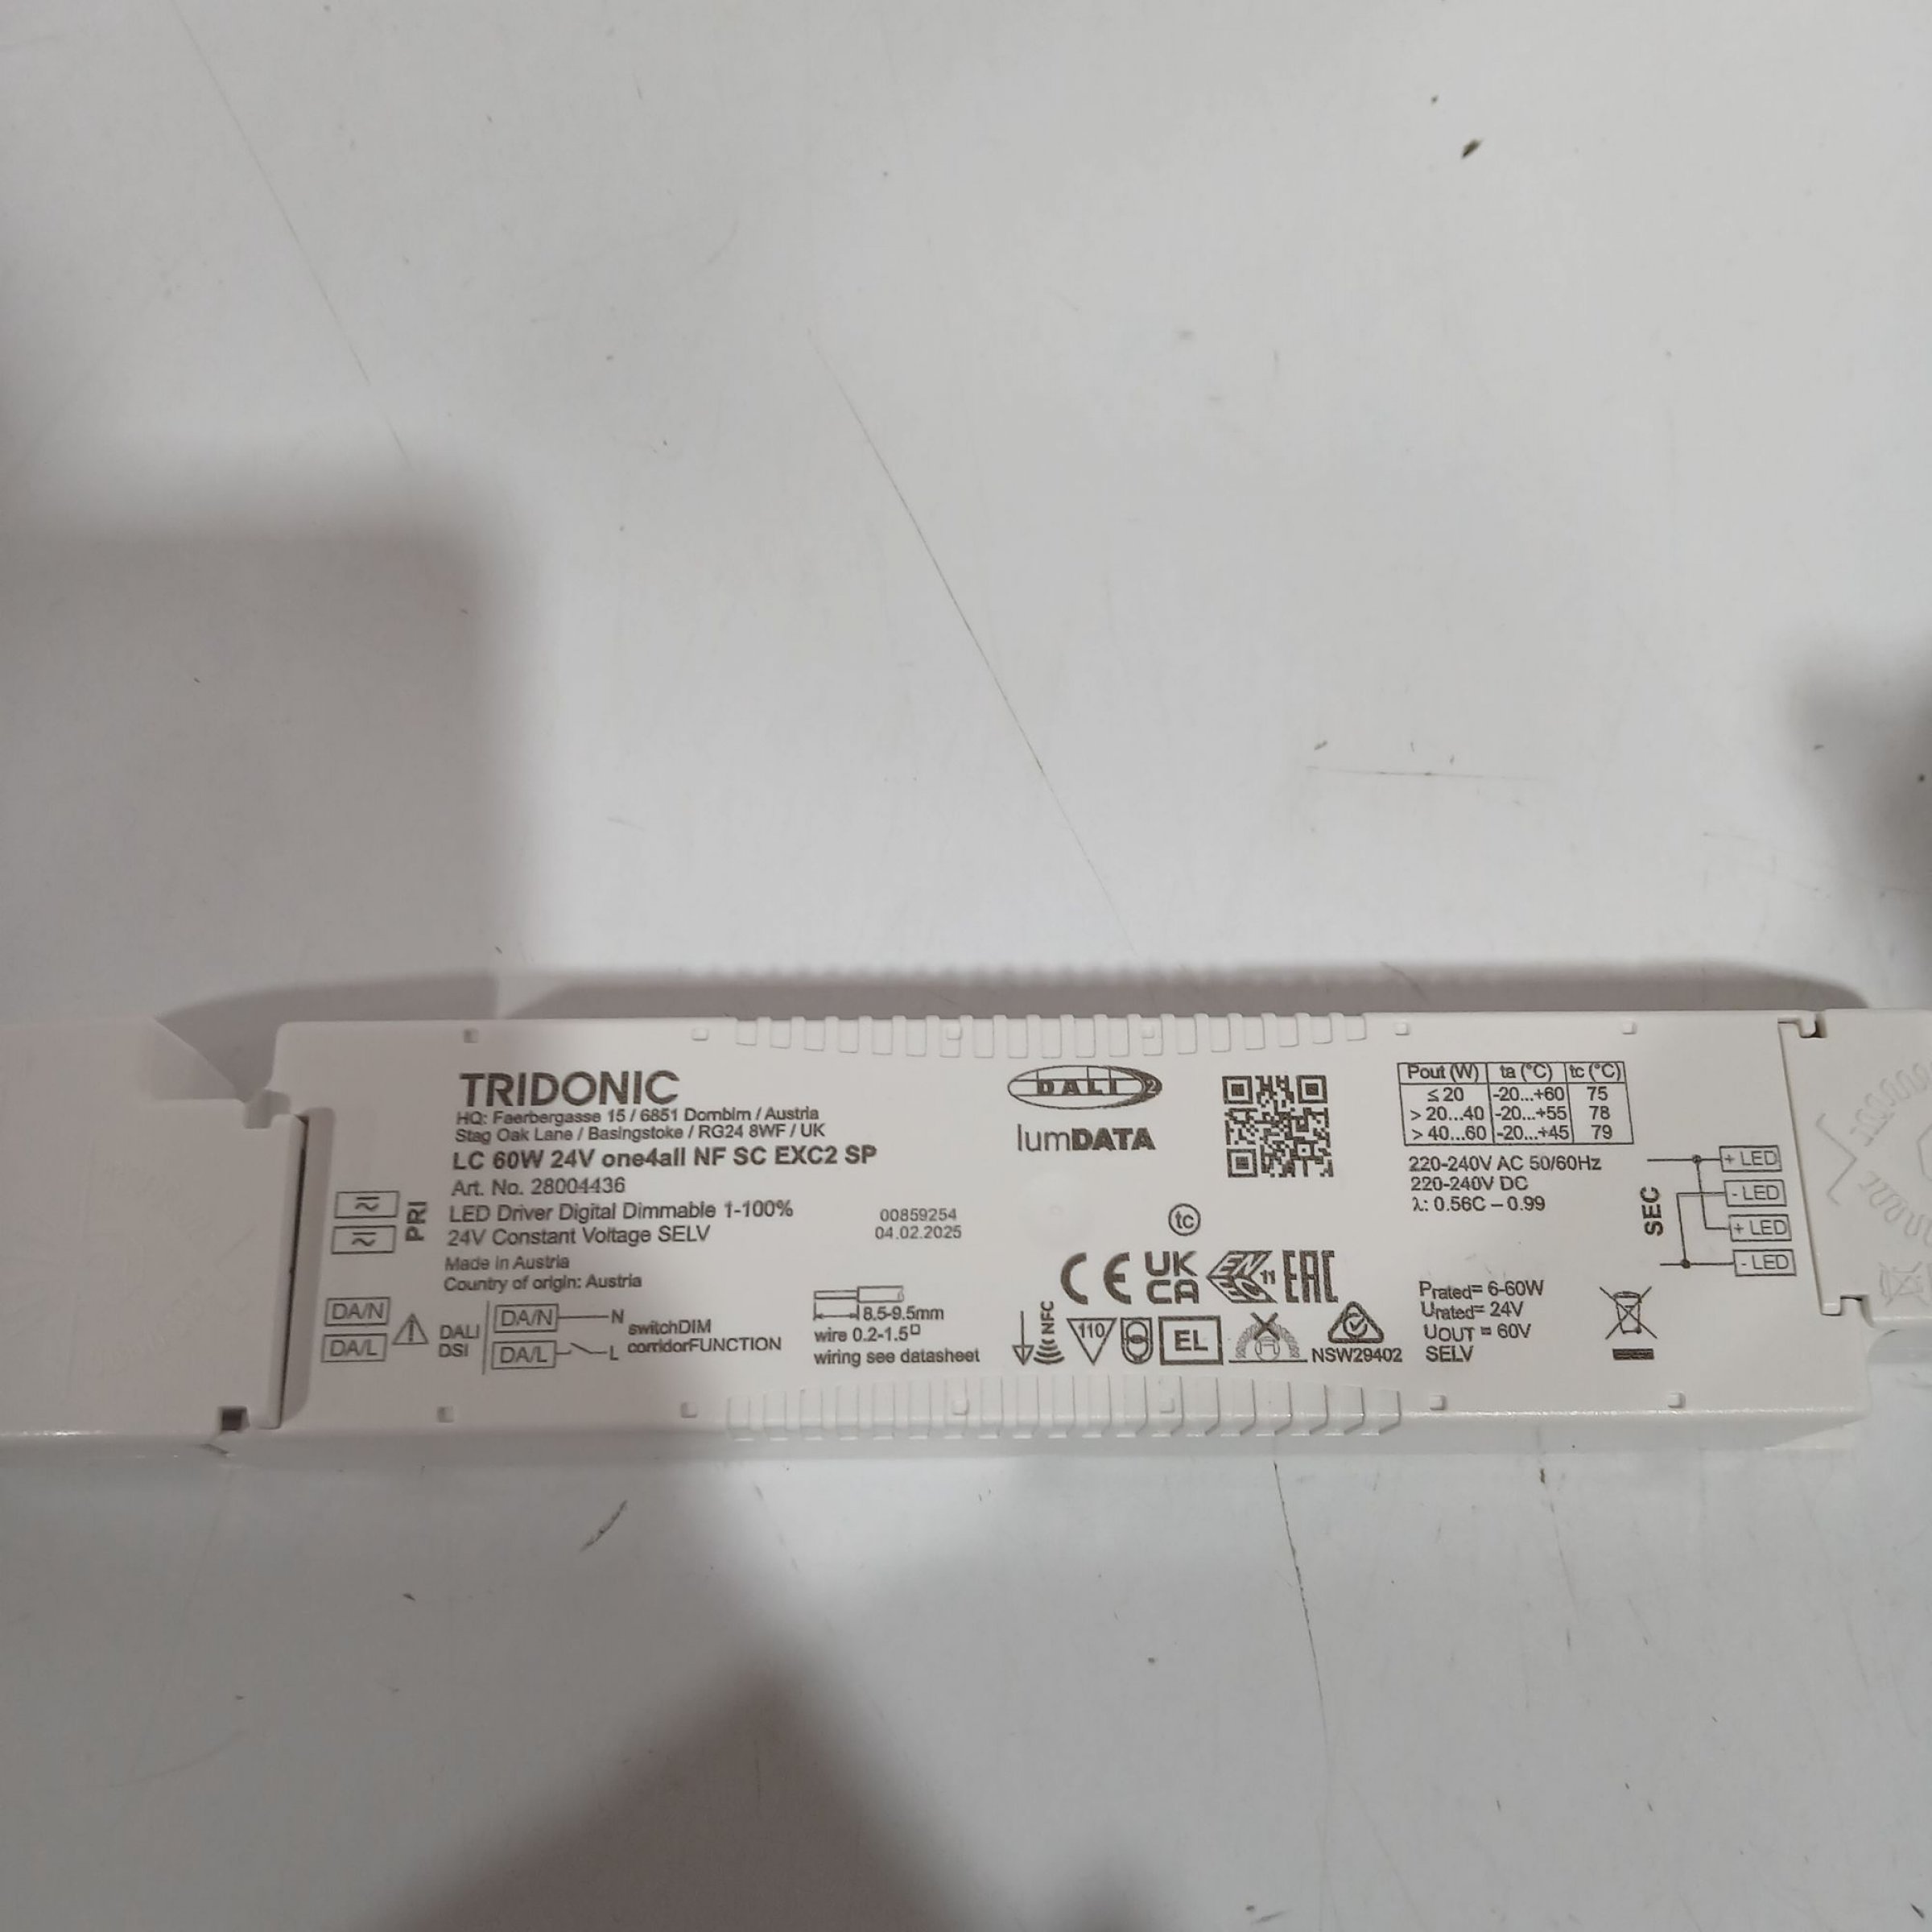 TRIDONIC
HQ: Faerbergasse 15 / 6851 Dornbirn / Austria
Stag Oak Lane / Basingstoke / RG24 8WF / UK
LC 60W 24V one4all NF SC EXC2 SP
Art. No. 28004436
LED Driver Digital Dimmable 1-100%
24V Constant Voltage SELV
Made in Austria
Country of origin: Austria
PRI
DA/N
DA/L
DALI
DSI
DA/N
N
DA/L
L
switchDIM
corridorFUNCTION
00859254
04.02.2025
8.5-9.5mm
wire 0.2-1.5□
wiring see datasheet
DALI 2
lumDATA
tc
CE UK CA ENEC 11 EAC
NFC
110
EL
NSW29402
Pout (W) ta (°C) tc (°C)
≤ 20 -20...+60 75
> 20...40 -20...+55 78
> 40...60 -20...+45 79
220-240V AC 50/60Hz
220-240V DC
λ: 0.56C – 0.99
Prated= 6-60W
Urated= 24V
UOUT = 60V
SELV
SEC
+ LED
- LED
+ LED
- LED